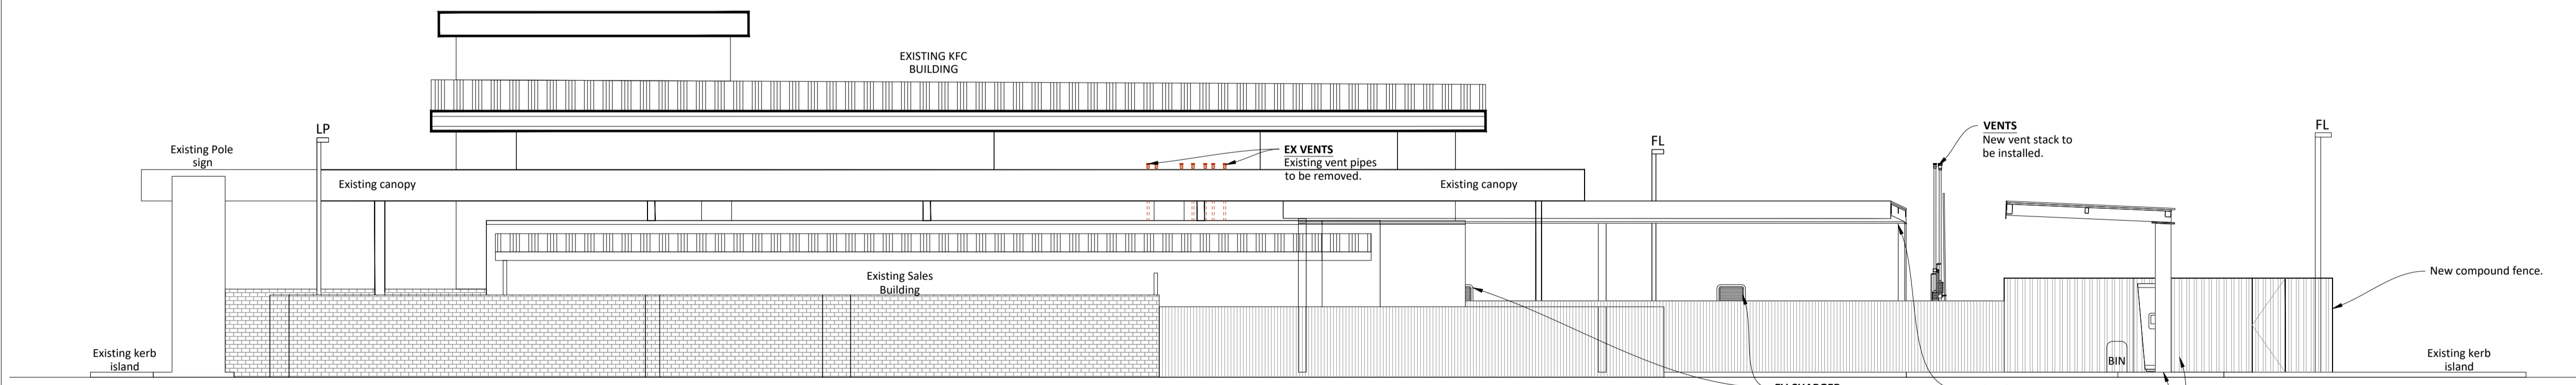 EXISTING KFC
BUILDING
LP
Existing Pole
sign
Existing canopy
EX VENTS
Existing vent pipes
to be removed.
Existing canopy
FL
VENTS
New vent stack to
be installed.
FL
Existing Sales
Building
New compound fence.
Existing kerb
island
BIN
Existing kerb
island